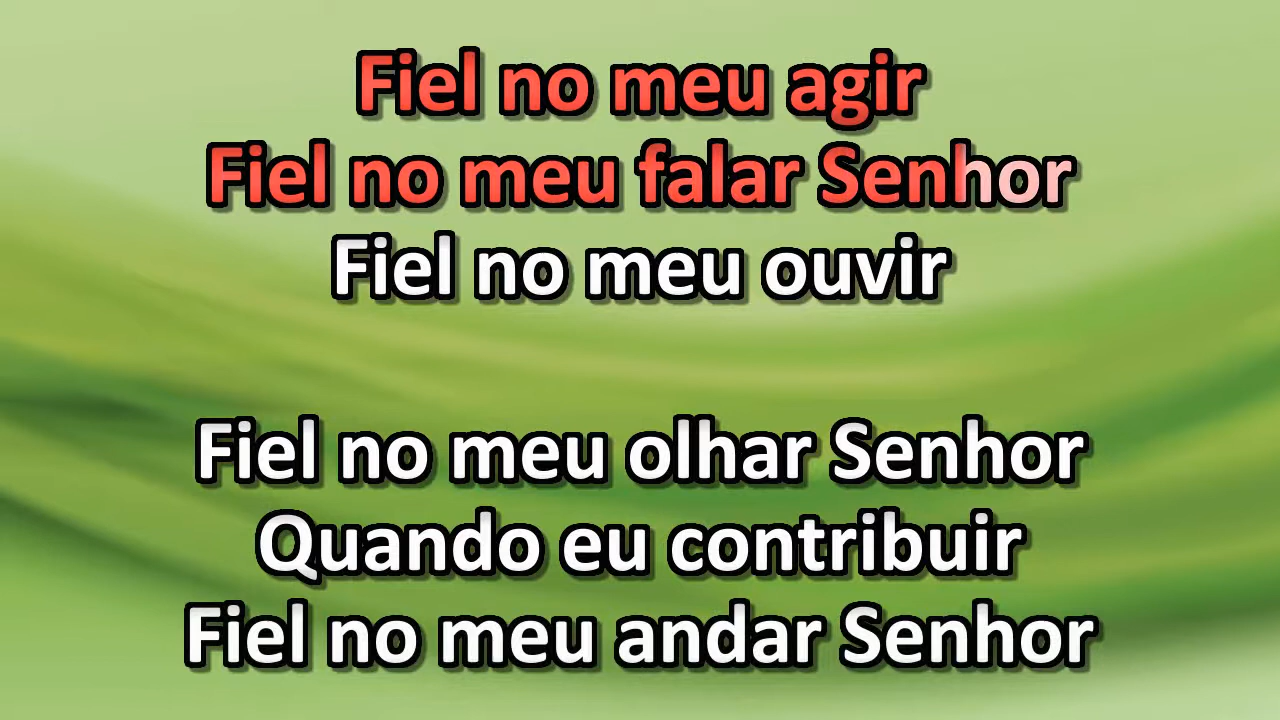 Fiel no meu agir
Fiel no meu falar Senhor
Fiel no meu ouvir
Fiel no meu olhar Senhor
Quando eu contribuir
Fiel no meu andar Senhor